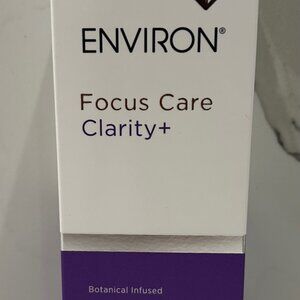 ENVIRON®
Focus Care
Clarity+
Botanical Infused